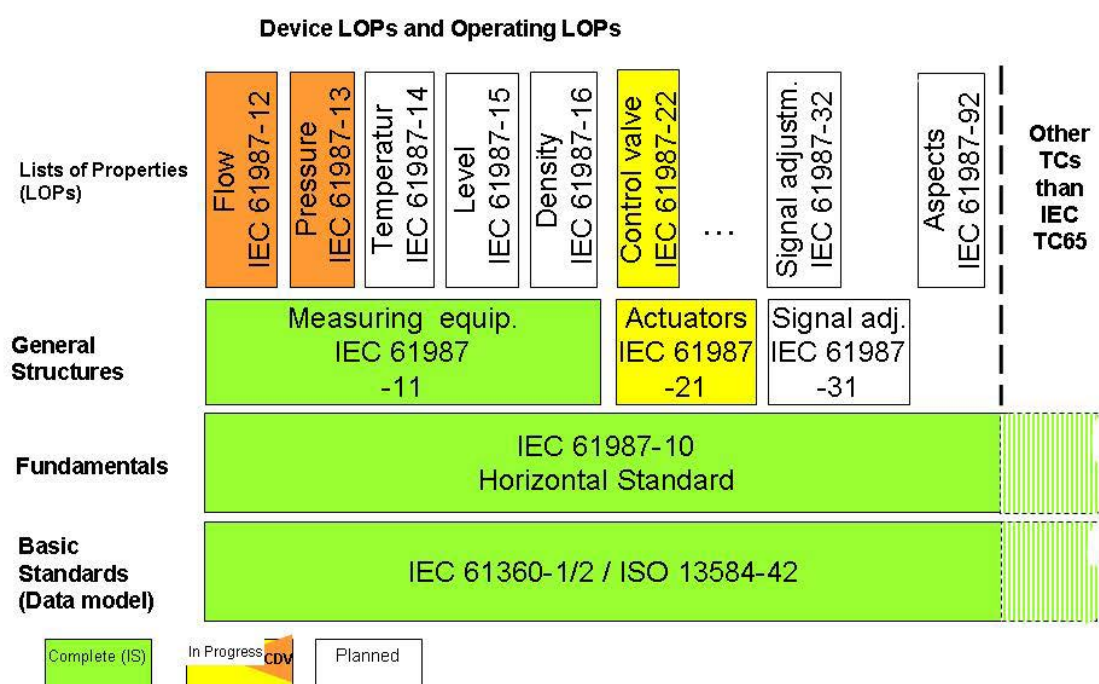 Device LOPs and Operating LOPs
Lists of Properties
(LOPs)
Flow
IEC 61987-12
Pressure
IEC 61987-13
Temperatur
IEC 61987-14
Level
IEC 61987-15
Density
IEC 61987-16
Control valve
IEC 61987-22
...
Signal adjustm.
IEC 61987-32
Aspects
IEC 61987-92
Other
TCs
than
IEC
TC65
General
Structures
Measuring equip.
IEC 61987
-11
Actuators
IEC 61987
-21
Signal adj.
IEC 61987
-31
Fundamentals
IEC 61987-10
Horizontal Standard
Basic
Standards
(Data model)
IEC 61360-1/2 / ISO 13584-42
Complete (IS)
In Progress
CDV
Planned